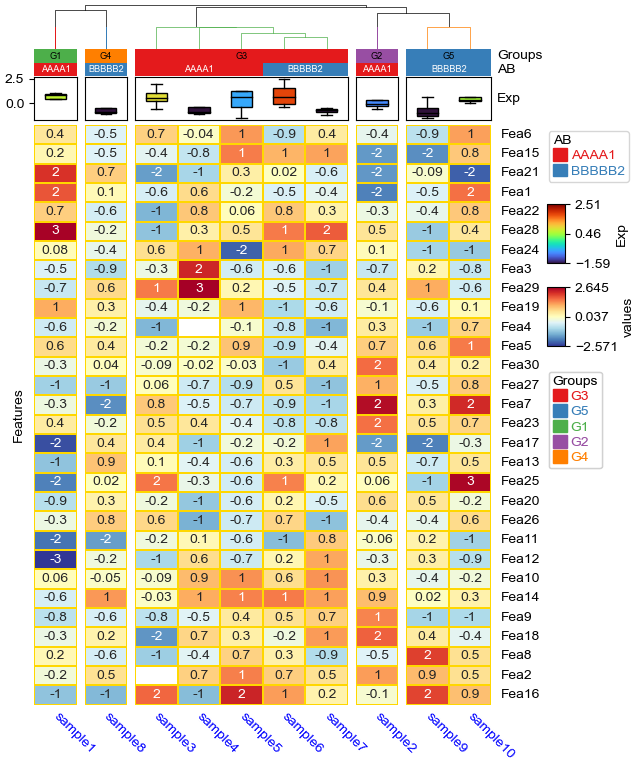 G1 G4 G3 G2 G5 Groups
AAAA1 BBBBB2 AAAA1 BBBBB2 AAAA1 BBBBB2 AB
2.5
0.0
Exp
0.4 -0.5 0.7 -0.04 1 -0.9 0.4 -0.4 -0.9 1 Fea6
0.2 -0.5 -0.4 -0.8 1 1 1 -2 -2 0.8 Fea15
2 0.7 -2 -1 0.3 0.02 -0.6 -2 -0.09 -2 Fea21
2 0.1 -0.6 0.6 -0.2 -0.5 -0.4 -2 -0.5 2 Fea1
0.7 -0.6 -1 0.8 0.06 0.8 0.3 -0.3 -0.4 0.8 Fea22
3 -0.2 -1 0.3 0.5 1 2 0.5 -1 0.4 Fea28
0.08 -0.4 0.6 1 -2 1 0.7 0.1 -1 -1 Fea24
-0.5 -0.9 -0.3 2 -0.6 -0.6 -1 -0.7 0.2 -0.8 Fea3
-0.7 0.6 1 3 0.2 -0.5 -0.7 0.4 1 -0.6 Fea29
1 0.3 -0.4 -0.2 1 -1 -0.6 -0.1 -0.6 0.1 Fea19
-0.6 -0.2 -1 -0.1 -0.8 -1 0.3 -1 0.7 Fea4
0.6 0.4 -0.2 -0.2 0.9 -0.9 -0.4 0.7 0.6 1 Fea5
-0.3 0.04 -0.09 -0.02 -0.03 -1 0.4 2 0.4 0.2 Fea30
-1 -1 0.06 -0.7 -0.9 0.5 -1 1 -0.5 0.8 Fea27
-0.3 -2 0.8 -0.5 -0.7 -0.9 -1 2 0.3 2 Fea7
0.4 -0.2 0.5 0.4 -0.4 -0.8 -0.8 2 0.5 0.7 Fea23
-2 0.4 0.4 -1 -0.2 -0.2 1 -2 -2 -0.3 Fea17
-1 0.9 0.1 -0.4 -0.6 0.3 0.5 0.5 -0.7 0.5 Fea13
-2 0.02 2 -0.3 -0.6 1 0.2 0.06 -1 3 Fea25
-0.9 0.3 -0.2 -1 -0.6 0.2 -0.5 0.6 0.5 -0.2 Fea20
-0.3 0.8 0.6 -1 -0.7 0.7 -1 -0.4 -0.4 0.6 Fea26
-2 -2 -0.2 0.1 -0.6 -1 0.8 -0.06 0.2 -1 Fea11
-3 -0.2 -1 0.6 -0.7 0.2 1 -0.4 0.3 -0.9 Fea12
0.06 -0.05 -0.09 0.9 1 0.6 1 0.3 -0.4 -0.2 Fea10
-0.6 1 -0.03 1 1 1 1 0.9 0.02 0.3 Fea14
-0.8 -0.6 -0.8 -0.5 0.4 0.5 0.7 1 -1 -1 Fea9
-0.3 0.2 -2 0.7 0.3 -0.2 1 2 0.4 -0.4 Fea18
0.2 -0.6 -1 -0.4 0.7 0.3 -0.9 -0.5 2 0.5 Fea8
-0.2 0.5 0.7 1 0.7 0.5 1 0.9 0.5 Fea2
-1 -1 2 -1 2 1 0.2 -0.1 2 0.9 Fea16
Features
sample1 sample8 sample3 sample4 sample5 sample6 sample7 sample2 sample9 sample10
AB
AAAA1
BBBBB2
2.51
0.46
−1.59
Exp
2.645
0.037
−2.571
values
Groups
G3
G5
G1
G2
G4